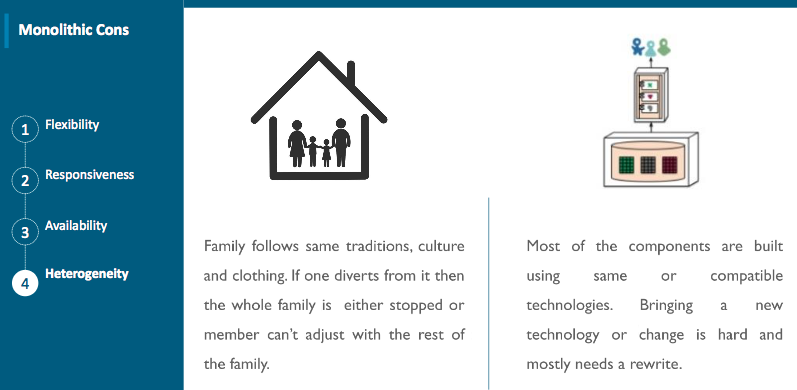 Monolithic Cons
1 Flexibility
2 Responsiveness
3 Availability
4 Heterogeneity
Family follows same traditions, culture
and clothing. If one diverts from it then
the whole family is either stopped or
member can't adjust with the rest of
the family.
Most of the components are built
using same or compatible
technologies. Bringing a new
technology or change is hard and
mostly needs a rewrite.